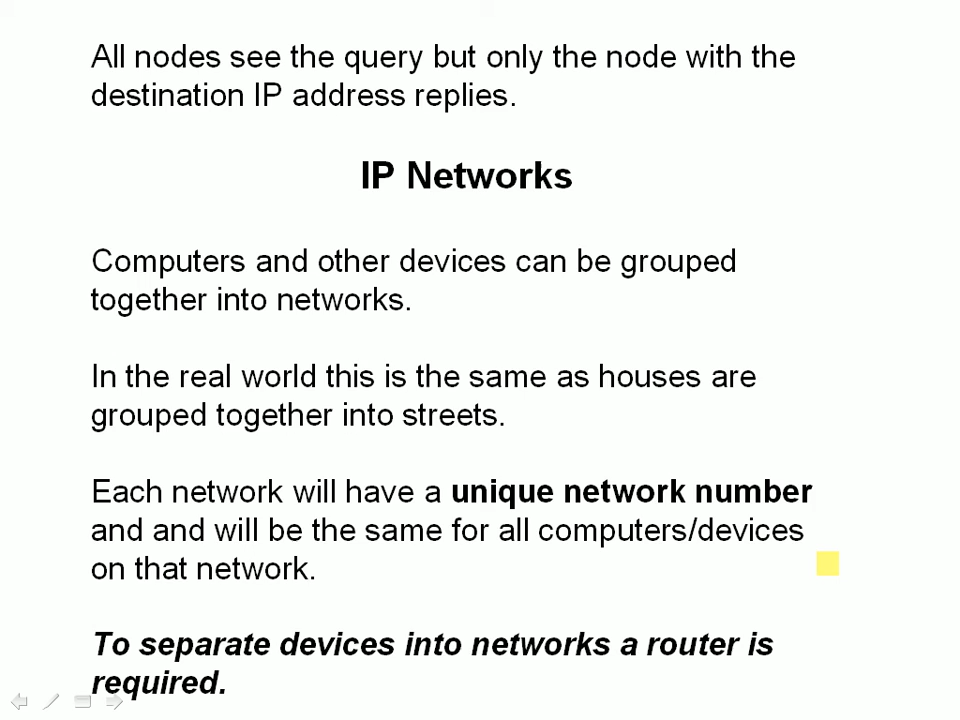 All nodes see the query but only the node with the
destination IP address replies.
IP Networks
Computers and other devices can be grouped
together into networks.
In the real world this is the same as houses are
grouped together into streets.
Each network will have a unique network number
and and will be the same for all computers/devices
on that network.
To separate devices into networks a router is
required.